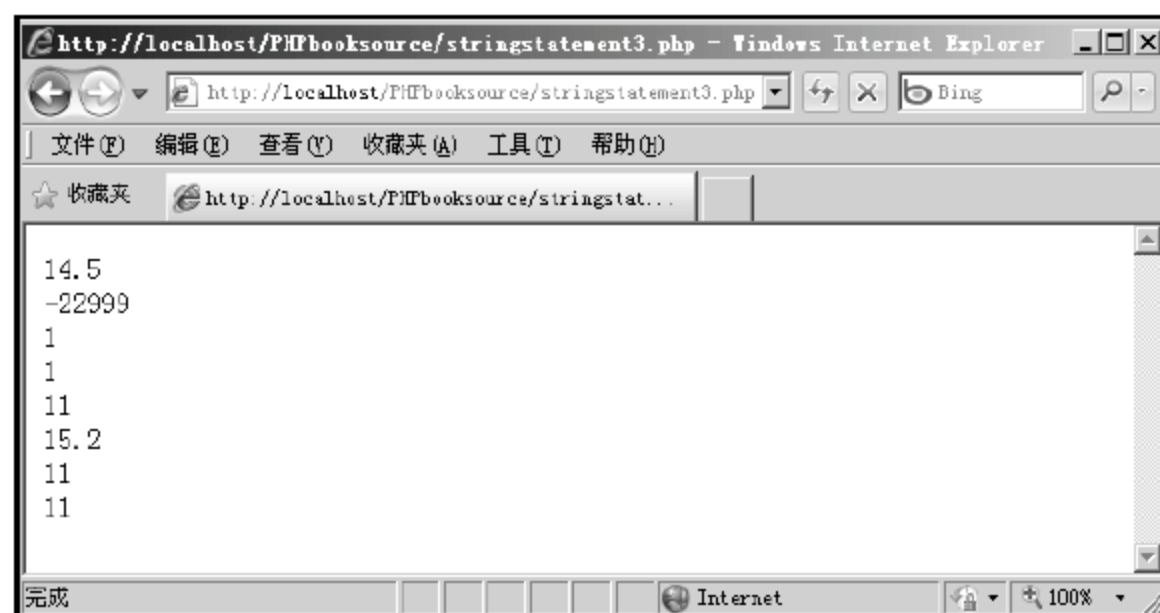 http://localhost/PHPbooksource/stringstatement3.php - Windows Internet Explorer
http://localhost/PHPbooksource/stringstatement3.php Bing
文件(F) 编辑(E) 查看(V) 收藏夹(A) 工具(T) 帮助(H)
收藏夹 http://localhost/PHPbooksource/stringstat...
14.5
-22999
1
1
11
15.2
11
11
完成 Internet 100%